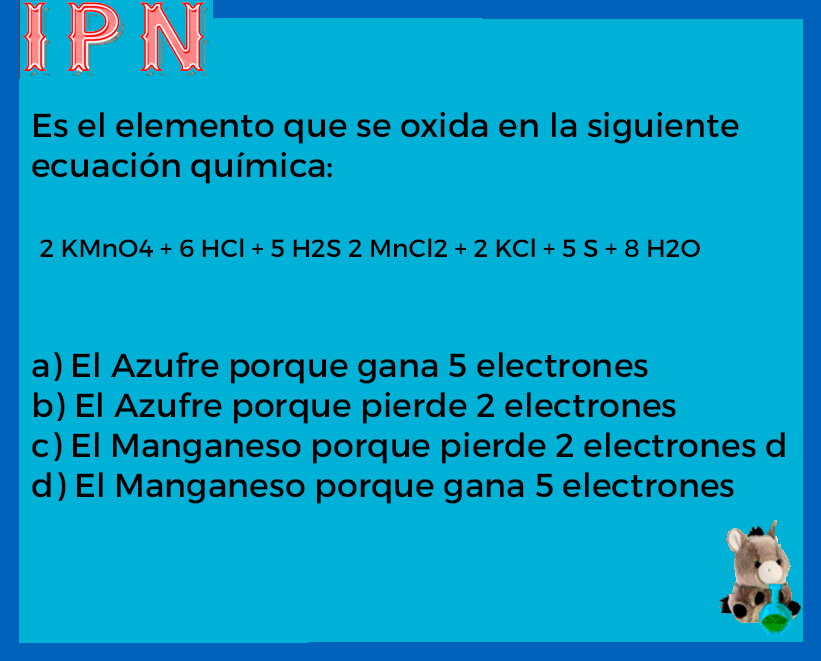 IPN
Es el elemento que se oxida en la siguiente
ecuación química:
2 KMnO4 + 6 HCl + 5 H2S 2 MnCl2 + 2 KCl + 5 S + 8 H2O
a) El Azufre porque gana 5 electrones
b) El Azufre porque pierde 2 electrones
c) El Manganeso porque pierde 2 electrones d
d) El Manganeso porque gana 5 electrones